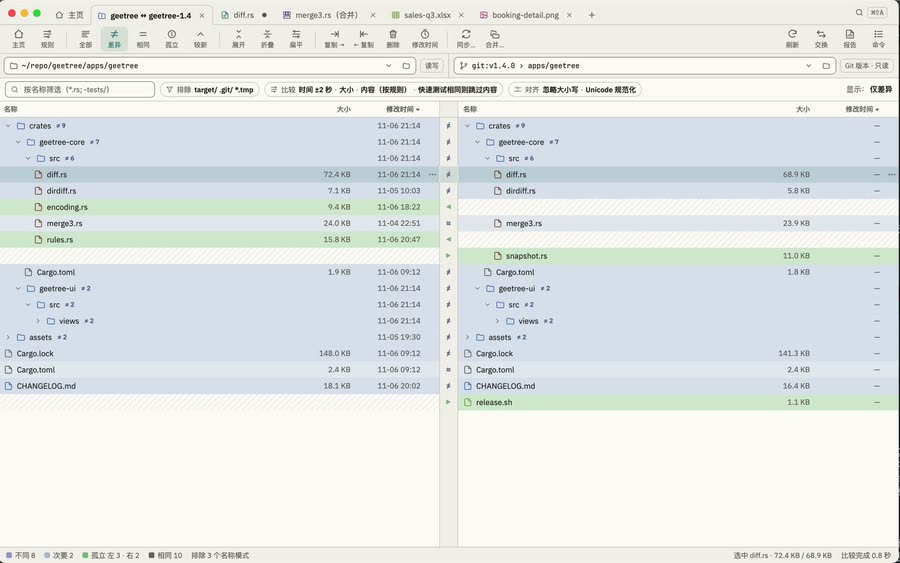 主页 geetree ↔ geetree-1.4 × diff.rs ● merge3.rs（合并） × sales-q3.xlsx × booking-detail.png × + ⌘⇧A
主页 规则 全部 差异 相同 孤立 较新 展开 折叠 扁平 复制→ ←复制 删除 修改时间 同步… 合并… 刷新 交换 报告 命令
~/repo/geetree/apps/geetree 读写 git:v1.4.0 › apps/geetree Git 版本 · 只读
按名称筛选 (*.rs; -tests/) 排除 target/ .git/ *.tmp 比较 时间 ±2 秒 · 大小 · 内容（按规则） · 快速测试相同则跳过内容 对齐 忽略大小写 · Unicode 规范化 显示: 仅差异
名称 大小 修改时间 名称 大小 修改时间
crates ≠ 9 11-06 21:14 ≠ crates ≠ 9 —
geetree-core ≠ 7 11-06 21:14 ≠ geetree-core ≠ 7 —
src ≠ 6 11-06 21:14 ≠ src ≠ 6 —
diff.rs 72.4 KB 11-06 21:14 ··· ≠ diff.rs 68.9 KB — ···
dirdiff.rs 7.1 KB 11-05 10:03 ≠ dirdiff.rs 5.8 KB —
encoding.rs 9.4 KB 11-06 18:22
merge3.rs 24.0 KB 11-04 22:51 ≈ merge3.rs 23.9 KB —
rules.rs 15.8 KB 11-06 20:47
snapshot.rs 11.0 KB —
Cargo.toml 1.9 KB 11-06 09:12 ≠ Cargo.toml 1.8 KB —
geetree-ui ≠ 2 11-06 21:14 ≠ geetree-ui ≠ 2 —
src ≠ 2 11-06 21:14 ≠ src ≠ 2 —
views ≠ 2 11-06 21:14 ≠ views ≠ 2 —
assets ≠ 2 11-05 19:30 ≠ assets ≠ 2 —
Cargo.lock 148.0 KB 11-06 09:12 ≠ Cargo.lock 141.3 KB —
Cargo.toml 2.4 KB 11-06 09:12 ≈ Cargo.toml 2.4 KB —
CHANGELOG.md 18.1 KB 11-06 20:02 ≠ CHANGELOG.md 16.4 KB —
release.sh 1.1 KB —
不同 8 次要 2 孤立 左 3 · 右 2 相同 10 排除 3 个名称模式 选中 diff.rs · 72.4 KB / 68.9 KB 比较完成 0.8 秒